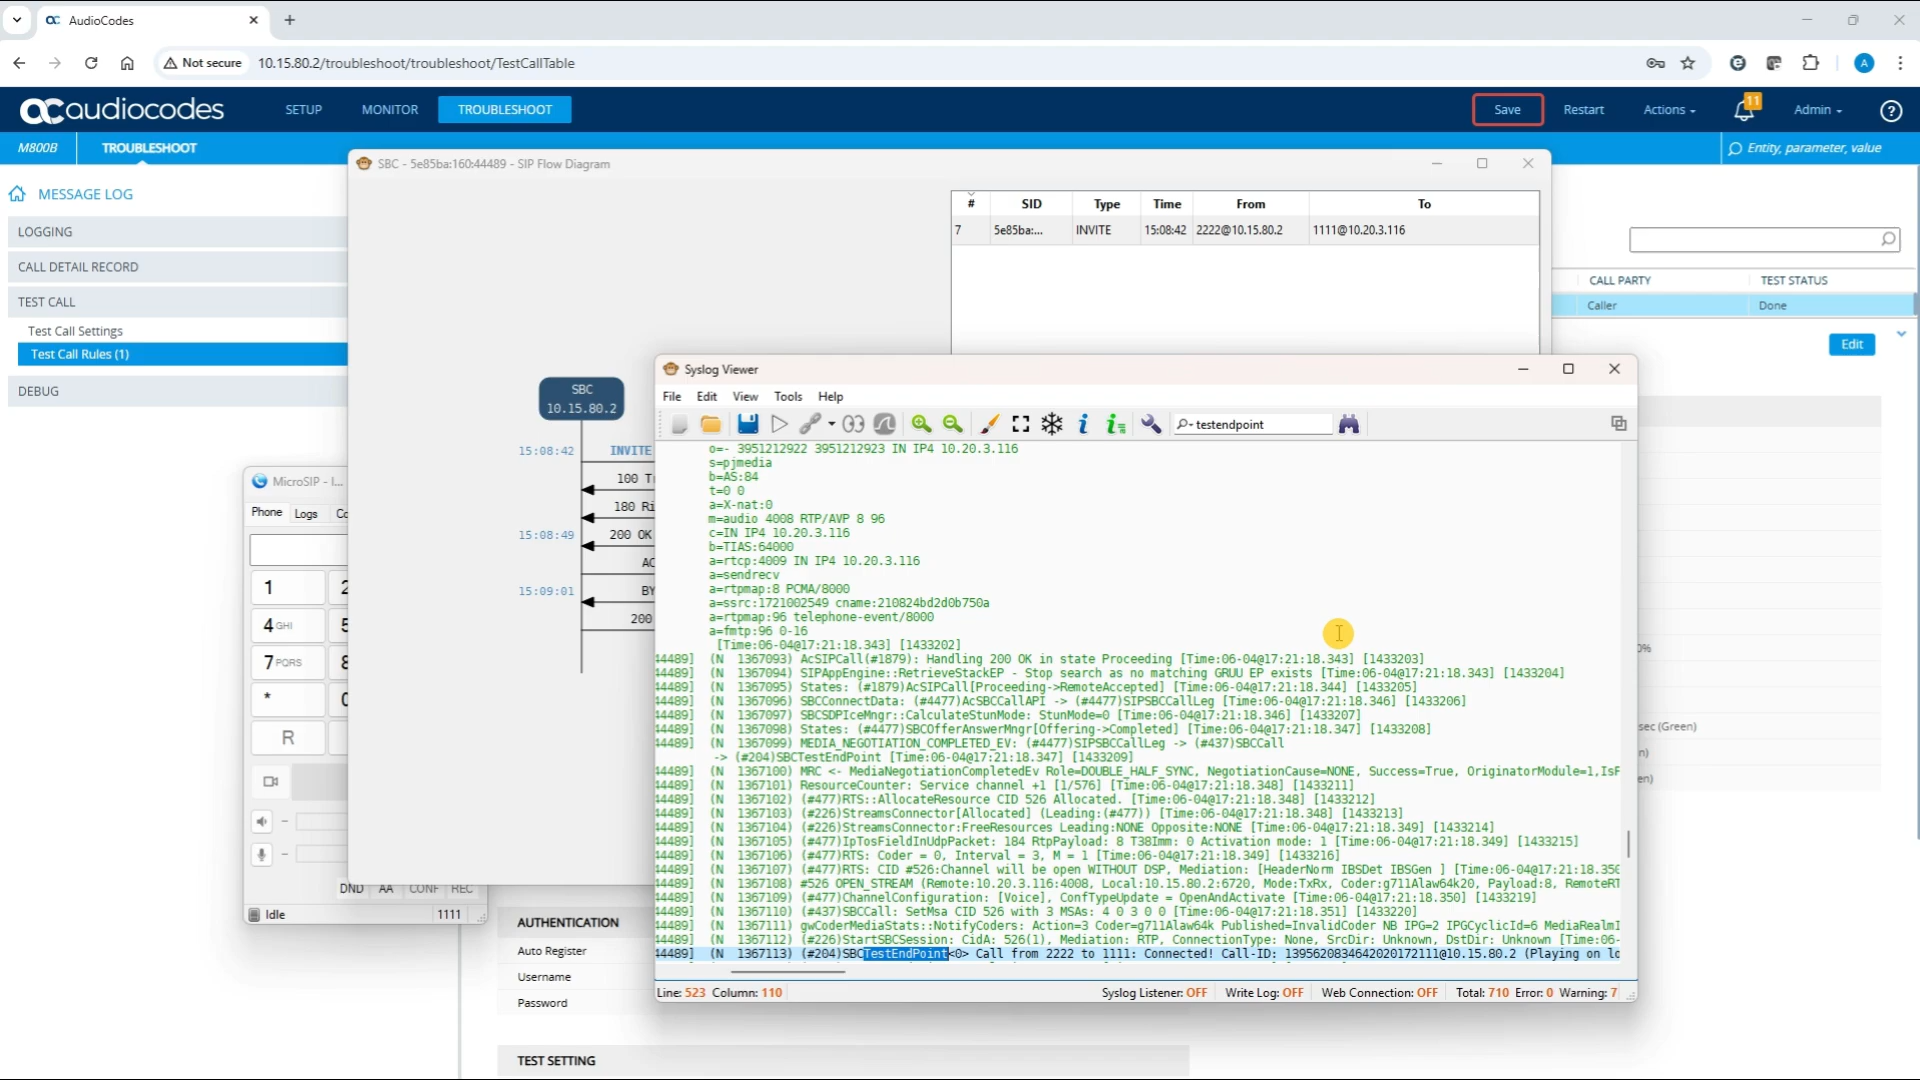 AudioCodes
Not secure
10.15.80.2/troubleshoot/troubleshoot/TestCallTable
A
audiocodes
SETUP
MONITOR
TROUBLESHOOT
Save
Restart
Actions
11
Admin
M800B
TROUBLESHOOT
Entity, parameter, value
MESSAGE LOG
LOGGING
CALL DETAIL RECORD
TEST CALL
Test Call Settings
Test Call Rules (1)
DEBUG
SBC - 5e85ba:160:44489 - SIP Flow Diagram
# SID Type Time From To
7 5e85ba:... INVITE 15:08:42 2222@10.15.80.2 1111@10.20.3.116
CALL PARTY TEST STATUS
Caller Done
Edit
SBC
10.15.80.2
15:08:42 INVITE
100 T
180 Ri
15:08:49 200 OK
AC
15:09:01 BY
200
MicroSIP - I...
Phone Logs Co
1 2
4 GHI 5
7 PQRS 8
* 0
R
DND AA CONF REC
Idle 1111
Syslog Viewer
File Edit View Tools Help
testendpoint
o=- 3951212922 3951212923 IN IP4 10.20.3.116
s=pjmedia
b=AS:84
t=0 0
a=X-nat:0
m=audio 4008 RTP/AVP 8 96
c=IN IP4 10.20.3.116
b=TIAS:64000
a=rtcp:4009 IN IP4 10.20.3.116
a=sendrecv
a=rtpmap:8 PCMA/8000
a=ssrc:1721002549 cname:210824bd2d0b750a
a=rtpmap:96 telephone-event/8000
a=fmtp:96 0-16
[Time:06-04@17:21:18.343] [1433202]
44489] (N 1367093) AcSIPCall(#1879): Handling 200 OK in state Proceeding [Time:06-04@17:21:18.343] [1433203]
44489] (N 1367094) SIPAppEngine::RetrieveStackEP - Stop search as no matching GRUU EP exists [Time:06-04@17:21:18.343] [1433204]
44489] (N 1367095) States: (#1879)AcSIPCall[Proceeding->RemoteAccepted] [Time:06-04@17:21:18.344] [1433205]
44489] (N 1367096) SBCConnectData: (#4477)AcSBCCallAPI -> (#4477)SIPSBCCallLeg [Time:06-04@17:21:18.346] [1433206]
44489] (N 1367097) SBCSDPIceMngr::CalculateStunMode: StunMode=0 [Time:06-04@17:21:18.346] [1433207]
44489] (N 1367098) States: (#4477)SBCOfferAnswerMngr[Offering->Completed] [Time:06-04@17:21:18.347] [1433208]
44489] (N 1367099) MEDIA_NEGOTIATION_COMPLETED_EV: (#4477)SIPSBCCallLeg -> (#437)SBCCall
-> (#204)SBCTestEndPoint [Time:06-04@17:21:18.347] [1433209]
44489] (N 1367100) MRC <- MediaNegotiationCompletedEv Role=DOUBLE_HALF_SYNC, NegotiationCause=NONE, Success=True, OriginatorModule=1,IsF
44489] (N 1367101) ResourceCounter: Service channel +1 [1/576] [Time:06-04@17:21:18.348] [1433211]
44489] (N 1367102) (#477)RTS::AllocateResource CID 526 Allocated. [Time:06-04@17:21:18.348] [1433212]
44489] (N 1367103) (#226)StreamsConnector[Allocated] (Leading:(#477)) [Time:06-04@17:21:18.348] [1433213]
44489] (N 1367104) (#226)StreamsConnector:FreeResources Leading:NONE Opposite:NONE [Time:06-04@17:21:18.349] [1433214]
44489] (N 1367105) (#477)IpTosFieldInUdpPacket: 184 RtpPayload: 8 T38Imm: 0 Activation mode: 1 [Time:06-04@17:21:18.349] [1433215]
44489] (N 1367106) (#477)RTS: Coder = 0, Interval = 3, M = 1 [Time:06-04@17:21:18.349] [1433216]
44489] (N 1367107) (#477)RTS: CID #526:Channel will be open WITHOUT DSP, Mediation: [HeaderNorm IBSDet IBSGen ] [Time:06-04@17:21:18.350
44489] (N 1367108) #526 OPEN_STREAM (Remote:10.20.3.116:4008, Local:10.15.80.2:6720, Mode:TxRx, Coder:g711Alaw64k20, Payload:8, RemoteRT
44489] (N 1367109) (#477)ChannelConfiguration: [Voice], ConfTypeUpdate = OpenAndActivate [Time:06-04@17:21:18.350] [1433219]
44489] (N 1367110) (#437)SBCCall: SetMsa CID 526 with 3 MSAs: 4 0 3 0 0 [Time:06-04@17:21:18.351] [1433220]
44489] (N 1367111) gwCoderMediaStats::NotifyCoders: Action=3 Coder=g711Alaw64k Published=InvalidCoder NB IPG=2 IPGCyclicId=6 MediaRealmI
44489] (N 1367112) (#226)StartSBCSession: CidA: 526(1), Mediation: RTP, ConnectionType: None, SrcDir: Unknown, DstDir: Unknown [Time:06-
44489] (N 1367113) (#204)SBCTestEndPoint<0> Call from 2222 to 1111: Connected! Call-ID: 1395620834642020172111@10.15.80.2 (Playing on lo
Line: 523 Column: 110 Syslog Listener: OFF Write Log: OFF Web Connection: OFF Total: 710 Error: 0 Warning: 7
0%
sec (Green)
n)
en)
AUTHENTICATION
Auto Register
Username
Password
TEST SETTING